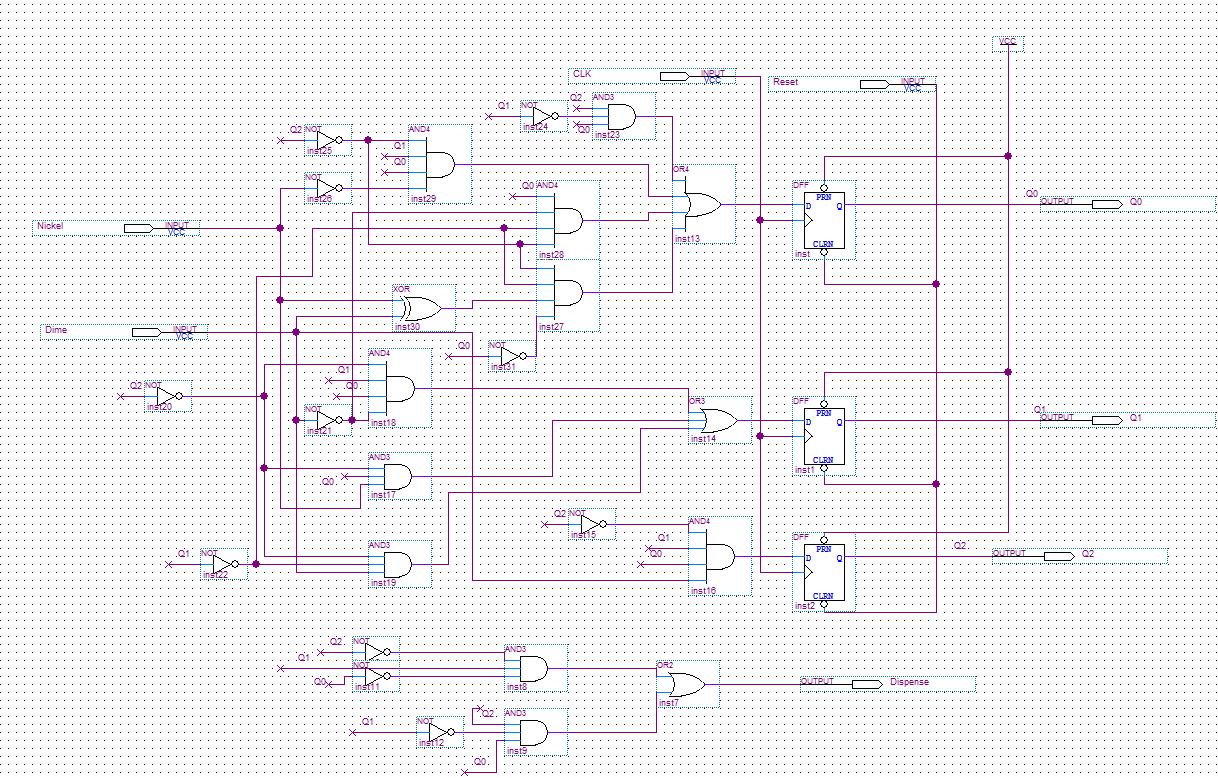 VCC
CLK INPUT VCC
Reset INPUT VCC
Q1 NOT inst24
Q2 Q0 AND3 inst23
Q2 NOT inst25
Q1 Q0 AND4 inst29
NOT inst26
Q0 AND4 inst28
OR4 inst13
DFF PRN D Q CLRN inst
Q0 OUTPUT Q0
Nickel INPUT VCC
inst27
XOR inst30
Dime INPUT VCC
Q0 NOT inst31
Q2 NOT inst20
AND4 Q1 Q0 inst18
NOT inst21
OR3 inst14
DFF PRN D Q CLRN inst1
Q1 OUTPUT Q1
AND3 Q0 inst17
Q2 NOT inst15
AND4 Q1 Q0 inst16
DFF PRN D Q CLRN inst2
Q2 OUTPUT Q2
Q1 NOT inst22
AND3 inst19
Q2 NOT
Q1
Q0 NOT inst11
AND3 inst8
OR2 inst7
OUTPUT Dispense
Q1 NOT inst12
Q2 AND3 inst9
Q0